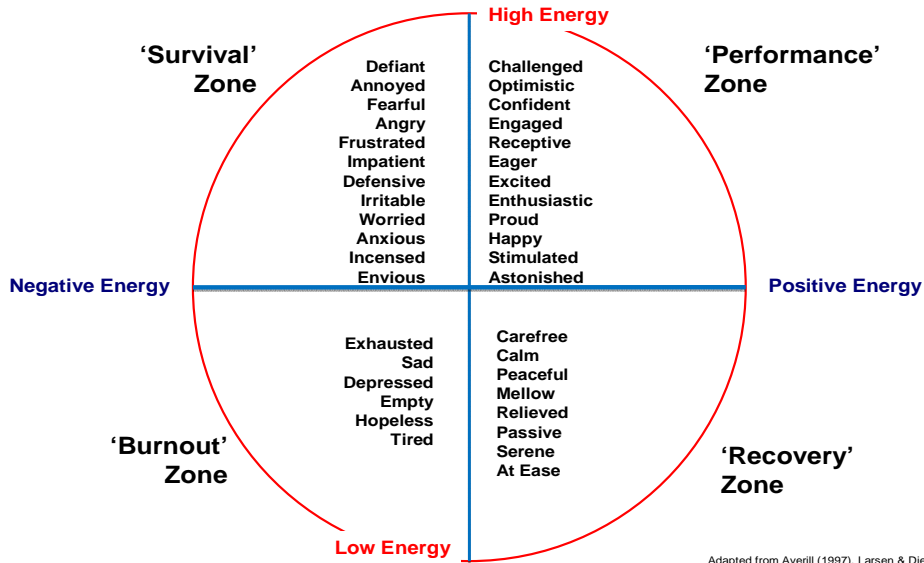 High Energy
‘Survival’
Zone
Defiant
Annoyed
Fearful
Angry
Frustrated
Impatient
Defensive
Irritable
Worried
Anxious
Incensed
Envious
Challenged
Optimistic
Confident
Engaged
Receptive
Eager
Excited
Enthusiastic
Proud
Happy
Stimulated
Astonished
‘Performance’
Zone
Negative Energy
Positive Energy
Exhausted
Sad
Depressed
Empty
Hopeless
Tired
‘Burnout’
Zone
Carefree
Calm
Peaceful
Mellow
Relieved
Passive
Serene
At Ease
‘Recovery’
Zone
Low Energy
Adapted from Averill (1997), Larsen & Die